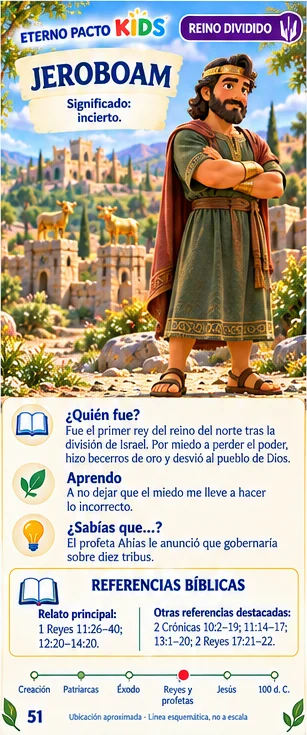 ETERNO PACTO KIDS
REINO DIVIDIDO
JEROBOAM
Significado:
incierto.
¿Quién fue?
Fue el primer rey del reino del norte tras la
división de Israel. Por miedo a perder el poder,
hizo becerros de oro y desvió al pueblo de Dios.
Aprendo
A no dejar que el miedo me lleve a hacer
lo incorrecto.
¿Sabías que...?
El profeta Ahías le anunció que gobernaría
sobre diez tribus.
REFERENCIAS BÍBLICAS
Relato principal:
1 Reyes 11:26–40;
12:20–14:20.
Otras referencias destacadas:
2 Crónicas 10:2–19; 11:14–17;
13:1–20; 2 Reyes 17:21–22.
Creación
Patriarcas
Éxodo
Reyes y
profetas
Jesús
100 d. C.
51
Ubicación aproximada · Línea esquemática, no a escala